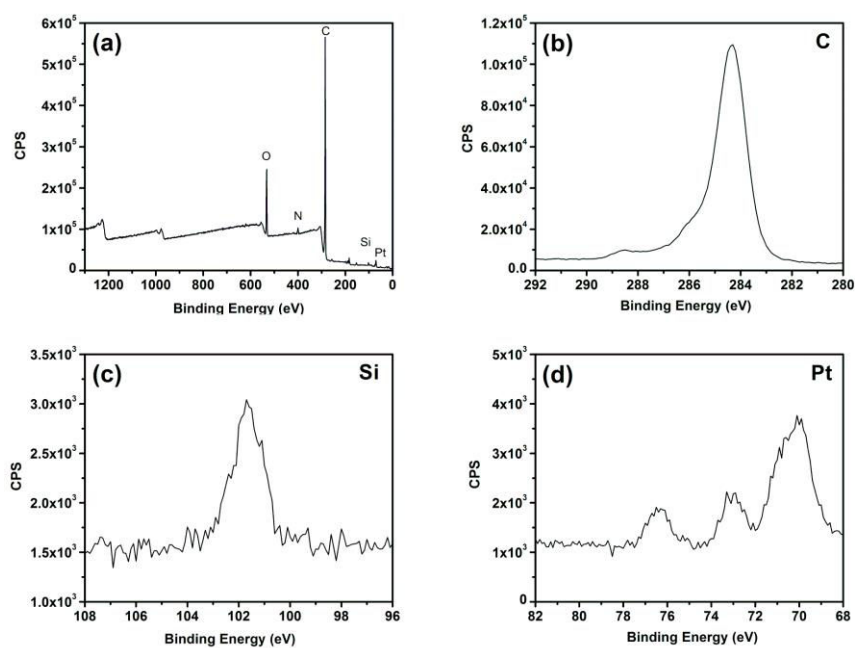 (a)
C
O
N
Si
Pt
6x10⁵
5x10⁵
4x10⁵
3x10⁵
2x10⁵
1x10⁵
0
CPS
1200 1000 800 600 400 200 0
Binding Energy (eV)
(b)
C
1.2x10⁵
1.0x10⁵
8.0x10⁴
6.0x10⁴
4.0x10⁴
2.0x10⁴
0.0
CPS
292 290 288 286 284 282 280
Binding Energy (eV)
(c)
Si
3.5x10³
3.0x10³
2.5x10³
2.0x10³
1.5x10³
1.0x10³
CPS
108 106 104 102 100 98 96
Binding Energy (eV)
(d)
Pt
5x10³
4x10³
3x10³
2x10³
1x10³
0
CPS
82 80 78 76 74 72 70 68
Binding Energy (eV)